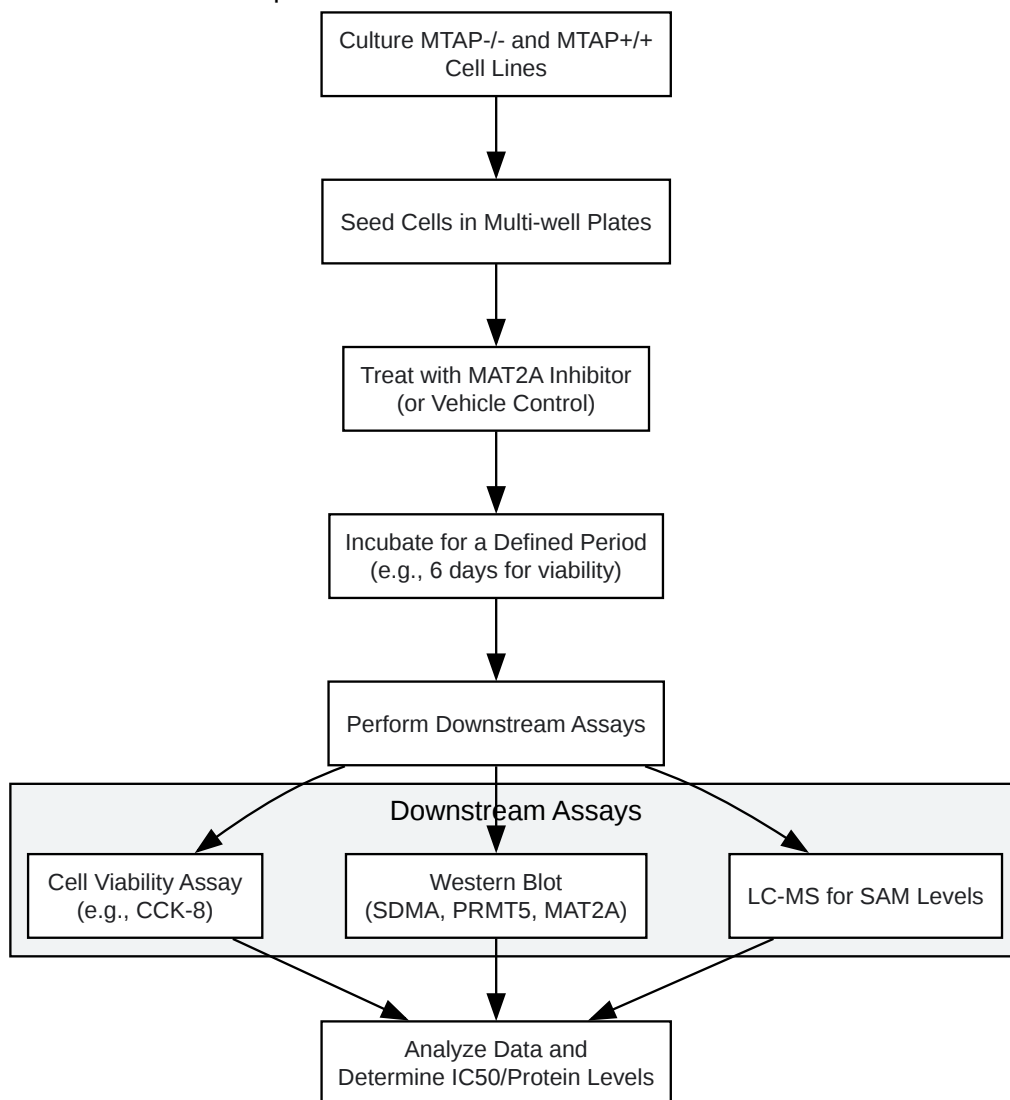 Culture MTAP-/- and MTAP+/+
Cell Lines
Seed Cells in Multi-well Plates
Treat with MAT2A Inhibitor
(or Vehicle Control)
Incubate for a Defined Period
(e.g., 6 days for viability)
Perform Downstream Assays
Downstream Assays
Cell Viability Assay
(e.g., CCK-8)
Western Blot
(SDMA, PRMT5, MAT2A)
LC-MS for SAM Levels
Analyze Data and
Determine IC50/Protein Levels